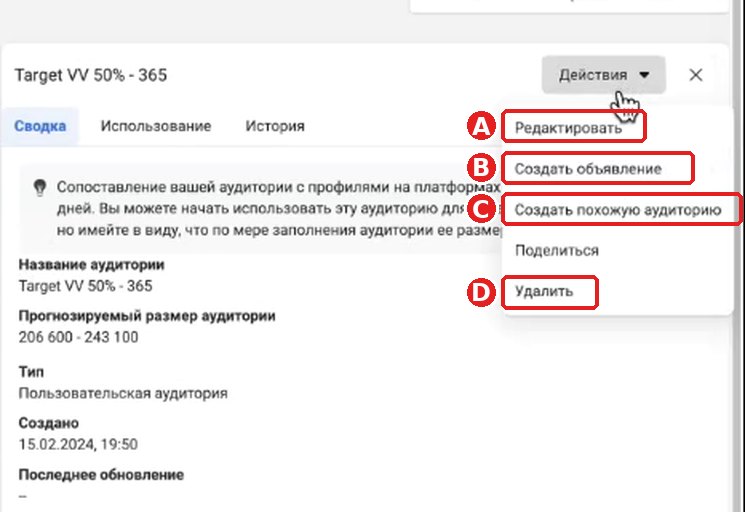 Target VV 50% - 365
Действия
Сводка
Использование
История
A
Редактировать
B
Создать объявление
C
Создать похожую аудиторию
Поделиться
D
Удалить
Сопоставление вашей аудитории с профилями на платформах
дней. Вы можете начать использовать эту аудиторию для
но имейте в виду, что по мере заполнения аудитории ее
Название аудитории
Target VV 50% - 365
Прогнозируемый размер аудитории
206 600 - 243 100
Тип
Пользовательская аудитория
Создано
15.02.2024, 19:50
Последнее обновление
–